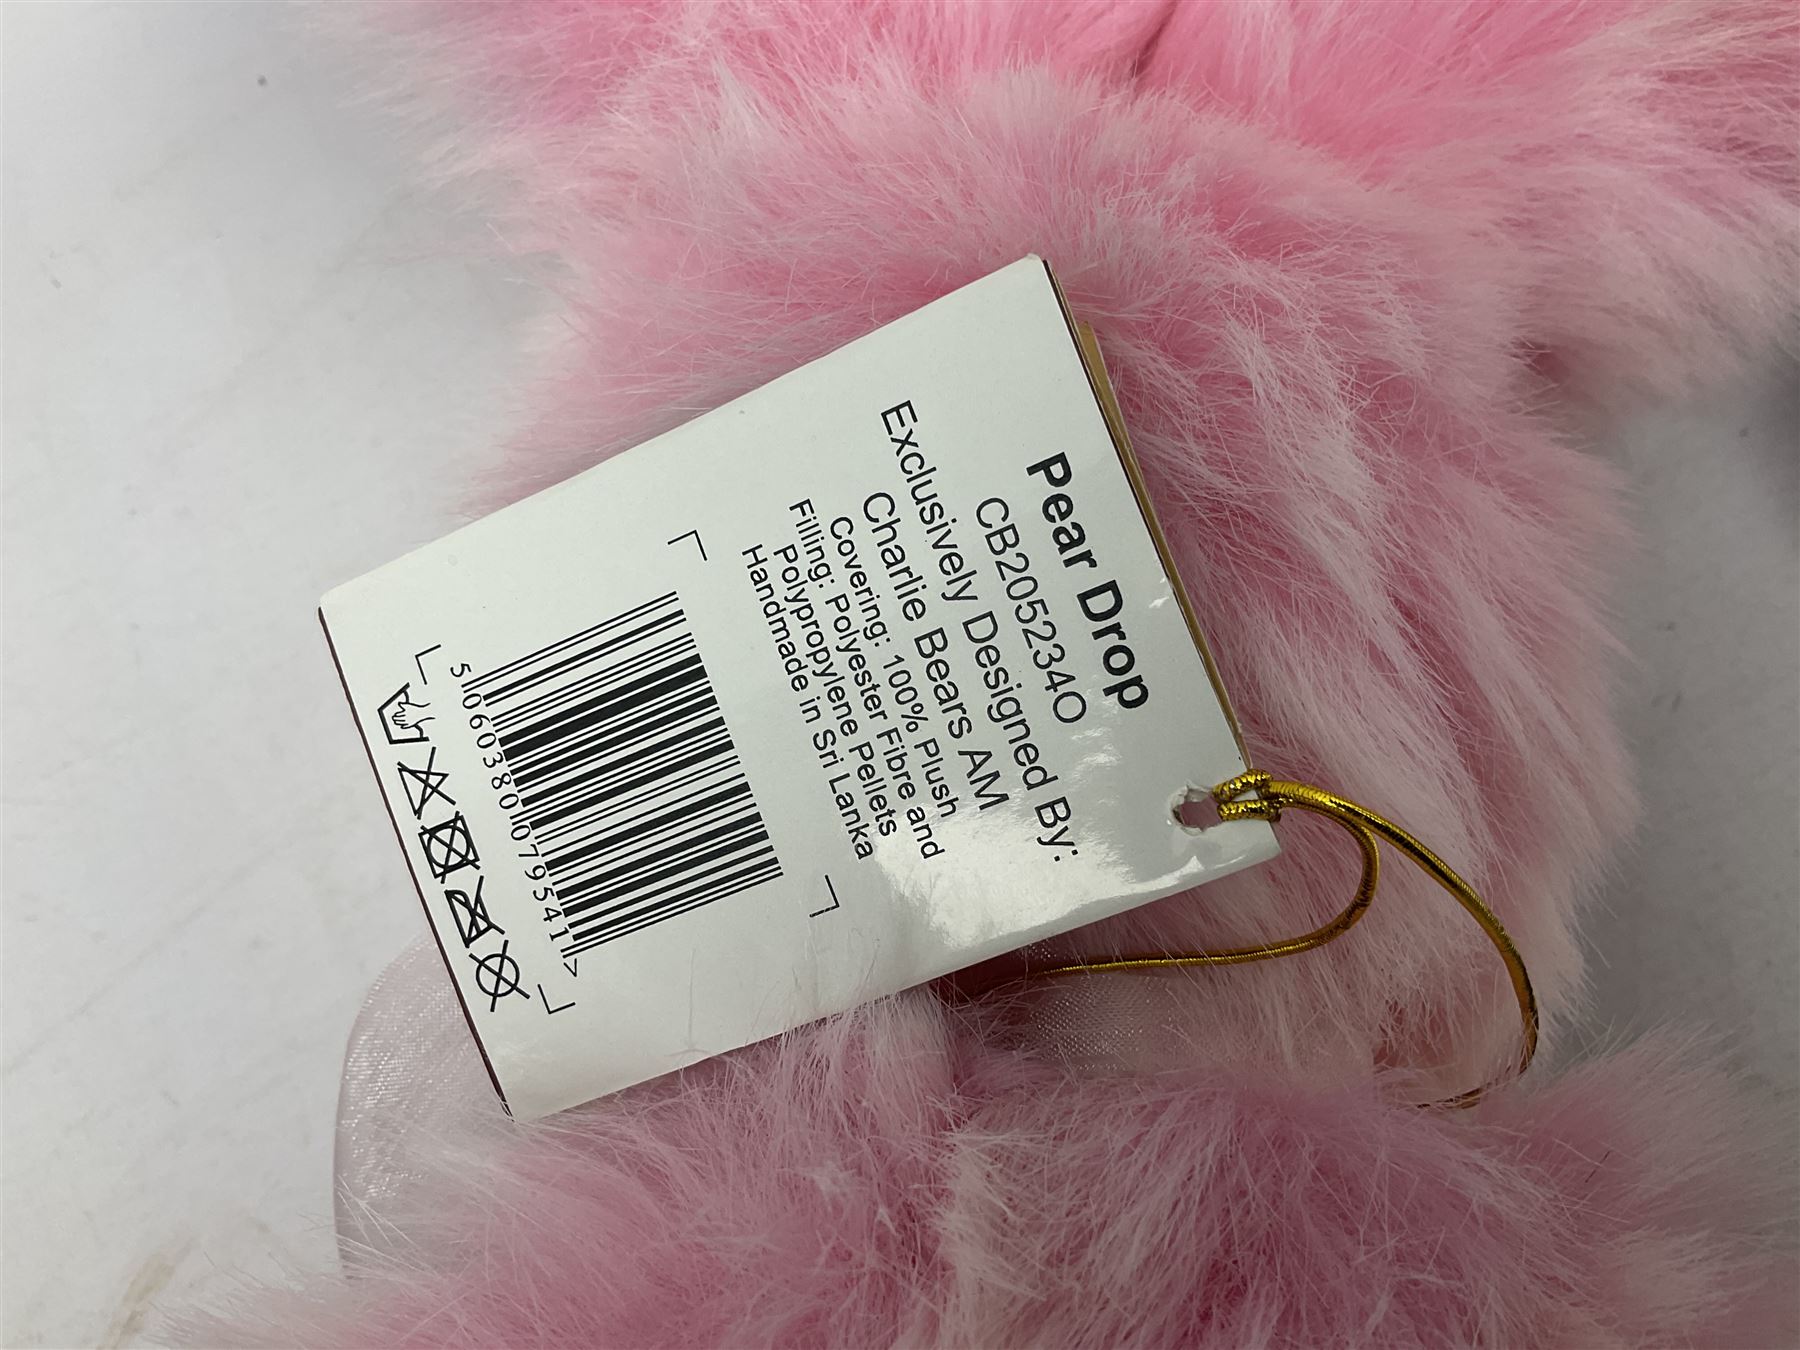 Pear Drop
CB205234O
Exclusively Designed By:
Charlie Bears AM
Covering: 100% Plush
Filling: Polyester Fibre and
Polypropylene Pellets
Handmade in Sri Lanka
5 060380 079541 >